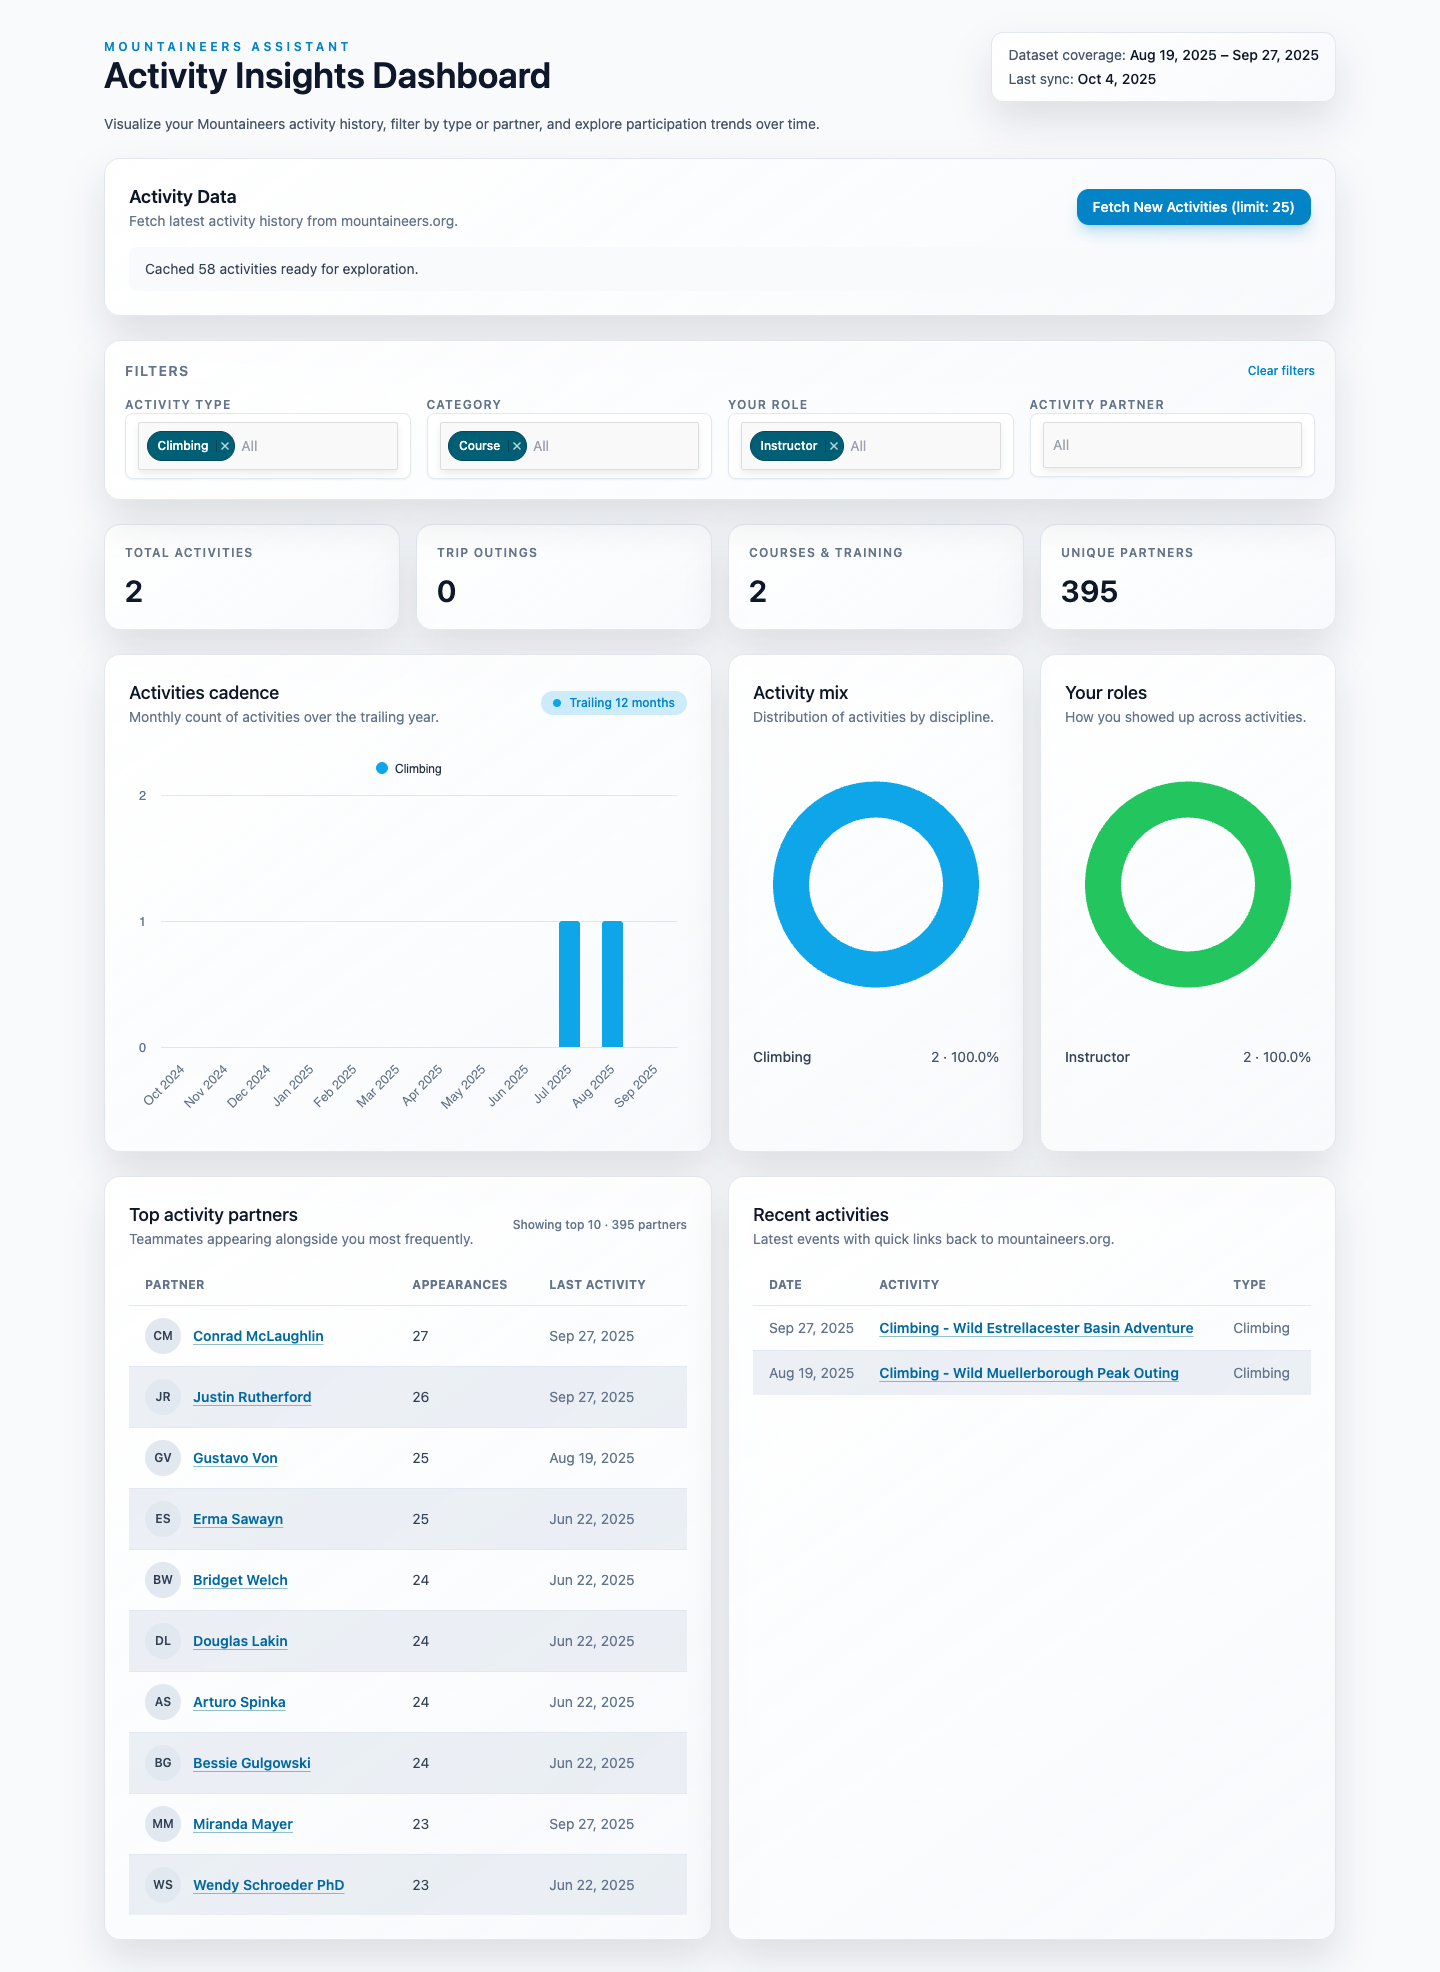 MOUNTAINEERS ASSISTANT
Activity Insights Dashboard
Visualize your Mountaineers activity history, filter by type or partner, and explore participation trends over time.
Dataset coverage: Aug 19, 2025 – Sep 27, 2025
Last sync: Oct 4, 2025
Activity Data
Fetch latest activity history from mountaineers.org.
Fetch New Activities (limit: 25)
Cached 58 activities ready for exploration.
FILTERS
Clear filters
ACTIVITY TYPE
Climbing × All
CATEGORY
Course × All
YOUR ROLE
Instructor × All
ACTIVITY PARTNER
All
TOTAL ACTIVITIES
2
TRIP OUTINGS
0
COURSES & TRAINING
2
UNIQUE PARTNERS
395
Activities cadence
Monthly count of activities over the trailing year.
Trailing 12 months
Climbing
2
1
0
Oct 2024
Nov 2024
Dec 2024
Jan 2025
Feb 2025
Mar 2025
Apr 2025
May 2025
Jun 2025
Jul 2025
Aug 2025
Sep 2025
Activity mix
Distribution of activities by discipline.
Climbing 2 · 100.0%
Your roles
How you showed up across activities.
Instructor 2 · 100.0%
Top activity partners
Teammates appearing alongside you most frequently.
Showing top 10 · 395 partners
PARTNER APPEARANCES LAST ACTIVITY
CM Conrad McLaughlin 27 Sep 27, 2025
JR Justin Rutherford 26 Sep 27, 2025
GV Gustavo Von 25 Aug 19, 2025
ES Erma Sawayn 25 Jun 22, 2025
BW Bridget Welch 24 Jun 22, 2025
DL Douglas Lakin 24 Jun 22, 2025
AS Arturo Spinka 24 Jun 22, 2025
BG Bessie Gulgowski 24 Jun 22, 2025
MM Miranda Mayer 23 Sep 27, 2025
WS Wendy Schroeder PhD 23 Jun 22, 2025
Recent activities
Latest events with quick links back to mountaineers.org.
DATE ACTIVITY TYPE
Sep 27, 2025 Climbing - Wild Estrellacester Basin Adventure Climbing
Aug 19, 2025 Climbing - Wild Muellerborough Peak Outing Climbing